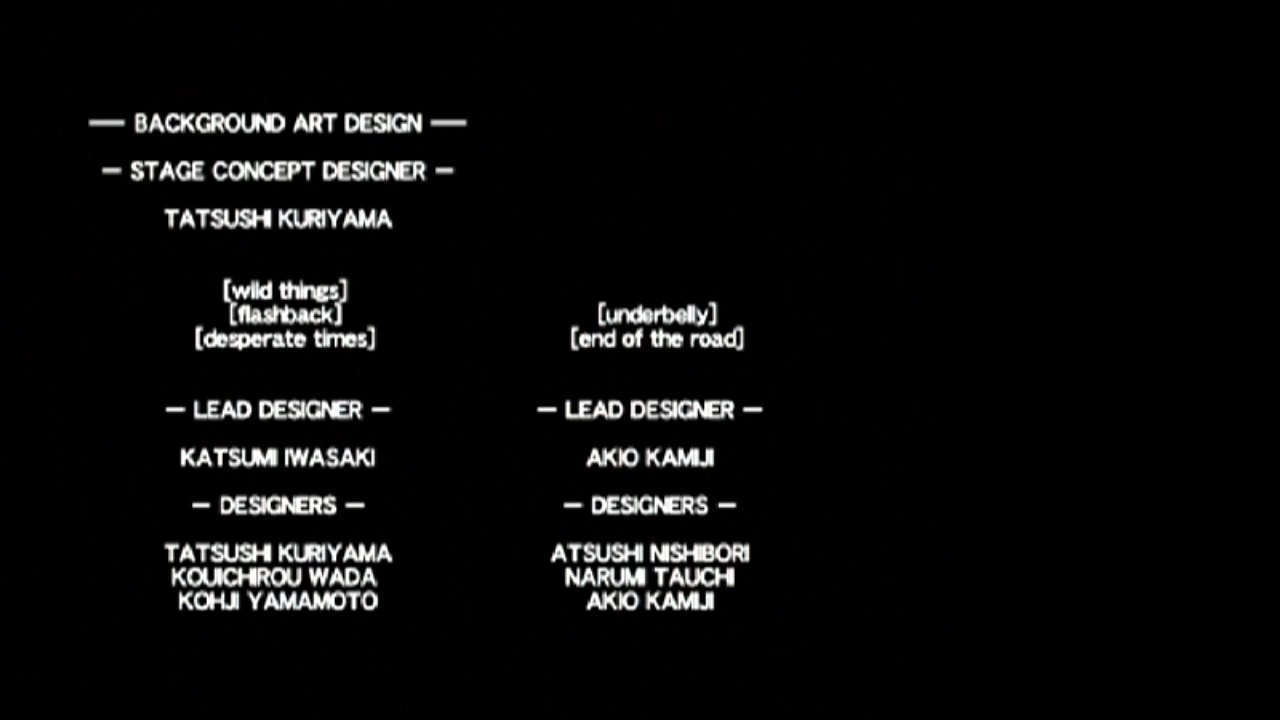 — BACKGROUND ART DESIGN —
— STAGE CONCEPT DESIGNER —
TATSUSHI KURIYAMA
[wild things]
[flashback]
[desperate times]
— LEAD DESIGNER —
KATSUMI IWASAKI
— DESIGNERS —
TATSUSHI KURIYAMA
KOUICHIROU WADA
KOHJI YAMAMOTO
[underbelly]
[end of the road]
— LEAD DESIGNER —
AKIO KAMIJI
— DESIGNERS —
ATSUSHI NISHIBORI
NARUMI TAUCHI
AKIO KAMIJI